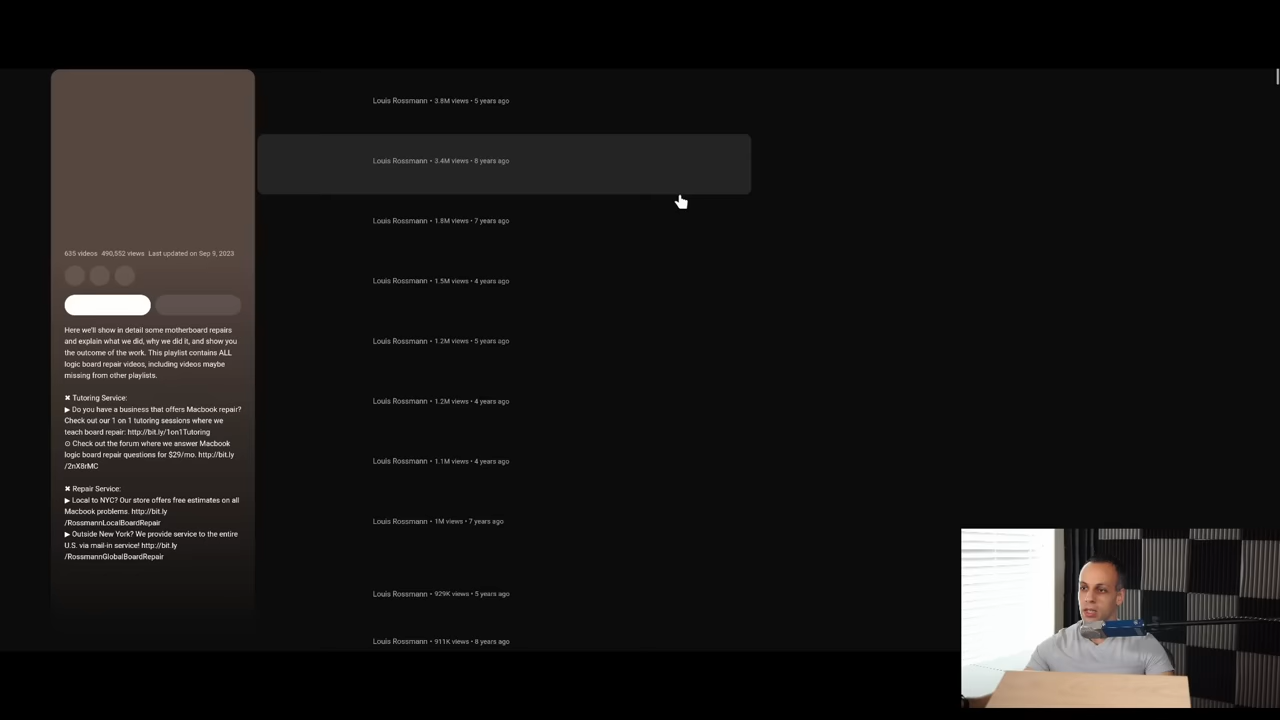 635 videos 490,552 views Last updated on Sep 9, 2023
Here we'll show in detail some motherboard repairs
and explain what we did, why we did it, and show you
the outcome of the work. This playlist contains ALL
logic board repair videos, including videos maybe
missing from other playlists.
✖ Tutoring Service:
▶ Do you have a business that offers Macbook repair?
Check out our 1 on 1 tutoring sessions where we
teach board repair: http://bit.ly/1on1Tutoring
⊙ Check out the forum where we answer Macbook
logic board repair questions for $29/mo. http://bit.ly
/2nX8rMC
✖ Repair Service:
▶ Local to NYC? Our store offers free estimates on all
Macbook problems. http://bit.ly
/RossmannLocalBoardRepair
▶ Outside New York? We provide service to the entire
U.S. via mail-in service! http://bit.ly
/RossmannGlobalBoardRepair
Louis Rossmann • 3.8M views • 5 years ago
Louis Rossmann • 3.4M views • 8 years ago
Louis Rossmann • 1.8M views • 7 years ago
Louis Rossmann • 1.5M views • 4 years ago
Louis Rossmann • 1.2M views • 5 years ago
Louis Rossmann • 1.2M views • 4 years ago
Louis Rossmann • 1.1M views • 4 years ago
Louis Rossmann • 1M views • 7 years ago
Louis Rossmann • 929K views • 5 years ago
Louis Rossmann • 911K views • 8 years ago